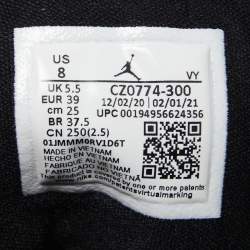 US
8
VY
UK 5.5
EUR 39
cm 25
BR 37.5
CN 250(2.5)
CZ0774-300
12/02/20 02/01/21
UPC 00194956624356
01JMMM0RV1D6T
MADE IN VIETNAM
HECHO EN VIETNAM
FABRICADO NO VIETNÃ
FABRIQUÉ AU VIETNAM
virtualmarking